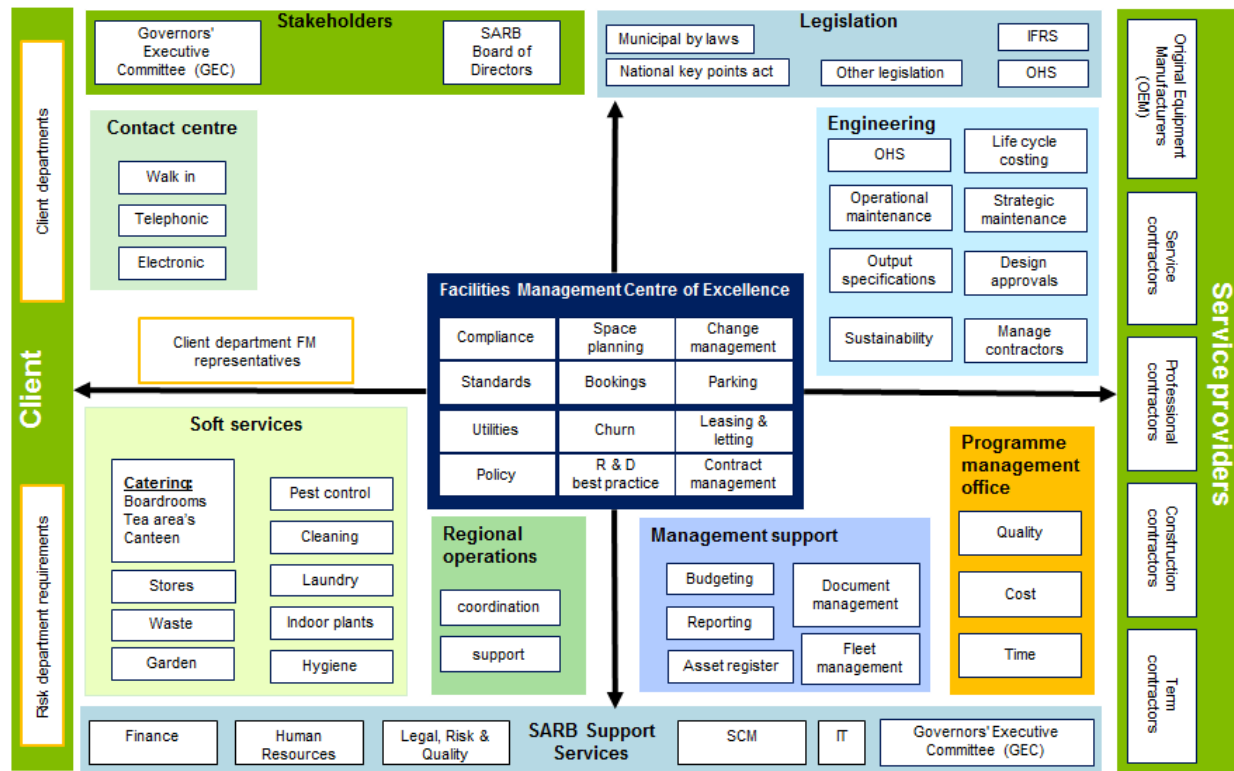 Stakeholders
Governors'
Executive
Committee (GEC)
SARB
Board of
Directors
Legislation
Municipal by laws
National key points act
Other legislation
IFRS
OHS
Client
Client departments
Risk department requirements
Contact centre
Walk in
Telephonic
Electronic
Engineering
OHS
Life cycle
costing
Operational
maintenance
Strategic
maintenance
Output
specifications
Design
approvals
Sustainability
Manage
contractors
Client department FM
representatives
Facilities Management Centre of Excellence
Compliance
Space
planning
Change
management
Standards
Bookings
Parking
Utilities
Churn
Leasing &
letting
Policy
R & D
best practice
Contract
management
Soft services
Catering:
Boardrooms
Tea area's
Canteen
Stores
Waste
Garden
Pest control
Cleaning
Laundry
Indoor plants
Hygiene
Regional
operations
coordination
support
Management support
Budgeting
Reporting
Asset register
Document
management
Fleet
management
Programme
management
office
Quality
Cost
Time
Service providers
Original Equipment
Manufacturers
(OEM)
Service
contractors
Professional
contractors
Construction
contractors
Term
contractors
SARB Support
Services
Finance
Human
Resources
Legal, Risk &
Quality
SCM
IT
Governors' Executive
Committee (GEC)